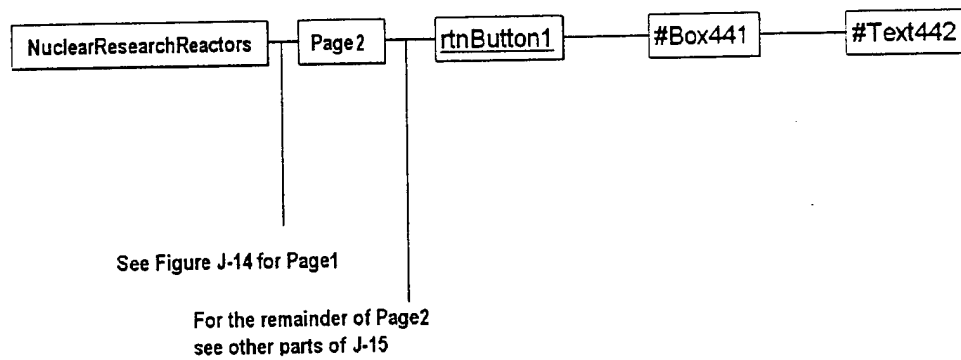 NuclearResearchReactors
Page2
rtnButton1
#Box441
#Text442
See Figure J-14 for Page1
For the remainder of Page2
see other parts of J-15